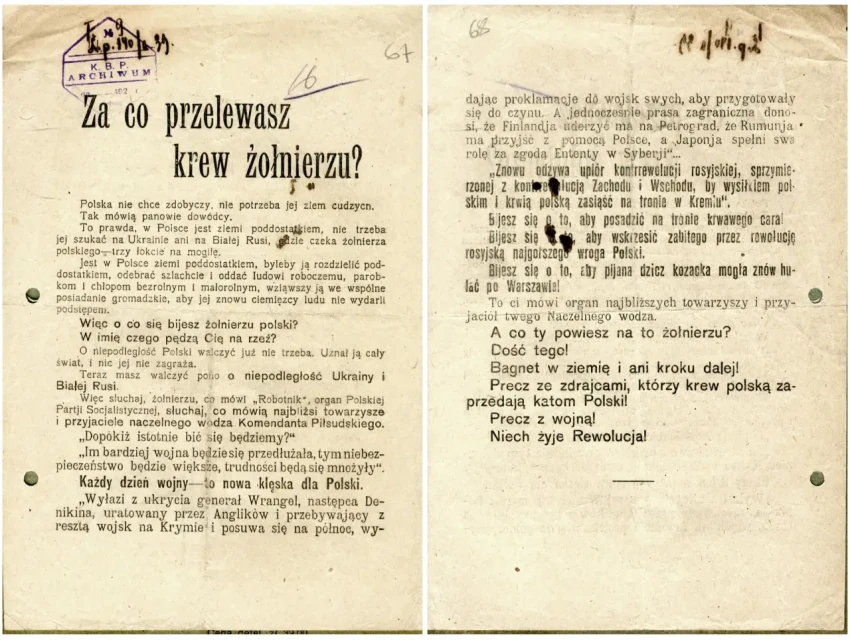 № 9
L.p. 140/a.39.
K. B. P.
ARCHIWUM
192
67
16
Za co przelewasz
krew żołnierzu?
Polska nie chce zdobyczy, nie potrzeba jej ziem cudzych.
Tak mówią panowie dowódcy.
To prawda, w Polsce jest ziemi poddostatkiem, nie trzeba
jej szukać na Ukrainie ani na Białej Rusi, gdzie czeka żołnierza
polskiego—trzy łokcie na mogiłę.
Jest w Polsce ziemi poddostatkiem, byleby ją rozdzielić pod-
dostatkiem, odebrać szlachcie i oddać ludowi roboczemu, parob-
kom i chłopom bezrolnym i małorolnym, wziąwszy ją we wspólne
posiadanie gromadzkie, aby jej znowu ciemięzcy ludu nie wydarli
podstępem.
Więc o co się bijesz żołnierzu polski?
W imię czego pędzą Cię na rzeź?
O niepodległość Polski walczyć już nie trzeba. Uznał ją cały
świat, i nic jej nie zagraża.
Teraz masz walczyć pono o niepodległość Ukrainy i
Białej Rusi.
Więc słuchaj, żołnierzu, co mówi „Robotnik", organ Polskiej
Partji Socjalistycznej, słuchaj, co mówią najbliżsi towarzysze
i przyjaciele naczelnego wodza Komendanta Piłsudskiego.
„Dopókiż istotnie bić się będziemy?"
„Im bardziej wojna będzie się przedłużała, tym niebez-
pieczeństwo będzie większe, trudności będą się mnożyły".
Każdy dzień wojny—to nowa klęska dla Polski.
„Wyłazi z ukrycia generał Wrangel, następca De-
nikina, uratowany przez Anglików i przebywający z
resztą wojsk na Krymie i posuwa się na północ, wy-
68
dając proklamacje do wojsk swych, aby przygotowały
się do czynu. A jednocześnie prasa zagraniczna dono-
si, że Finlandja uderzyć ma na Petrograd, że Rumunja
ma przyjść z pomocą Polsce, a Japonja spełni swą
rolę za zgodą Ententy w Syberji"...
„Znowu odżywa upiór kontrrewolucji rosyjskiej, sprzymie-
rzonej z kontrrewolucją Zachodu i Wschodu, by wysiłkiem pol-
skim i krwią polską zasiąść na tronie w Kremlu".
Bijesz się o to, aby posadzić na tronie krwawego cara!
Bijesz się o to, aby wskrzesić zabitego przez rewolucję
rosyjską najgorszego wroga Polski.
Bijesz się o to, aby pijana dzicz kozacka mogła znów hu-
lać po Warszawie!
To ci mówi organ najbliższych towarzyszy i przy-
jaciół twego Naczelnego wodza.
A co ty powiesz na to żołnierzu?
Dość tego!
Bagnet w ziemię i ani kroku dalej!
Precz ze zdrajcami, którzy krew polską za-
przedają katom Polski!
Precz z wojną!
Niech żyje Rewolucja!